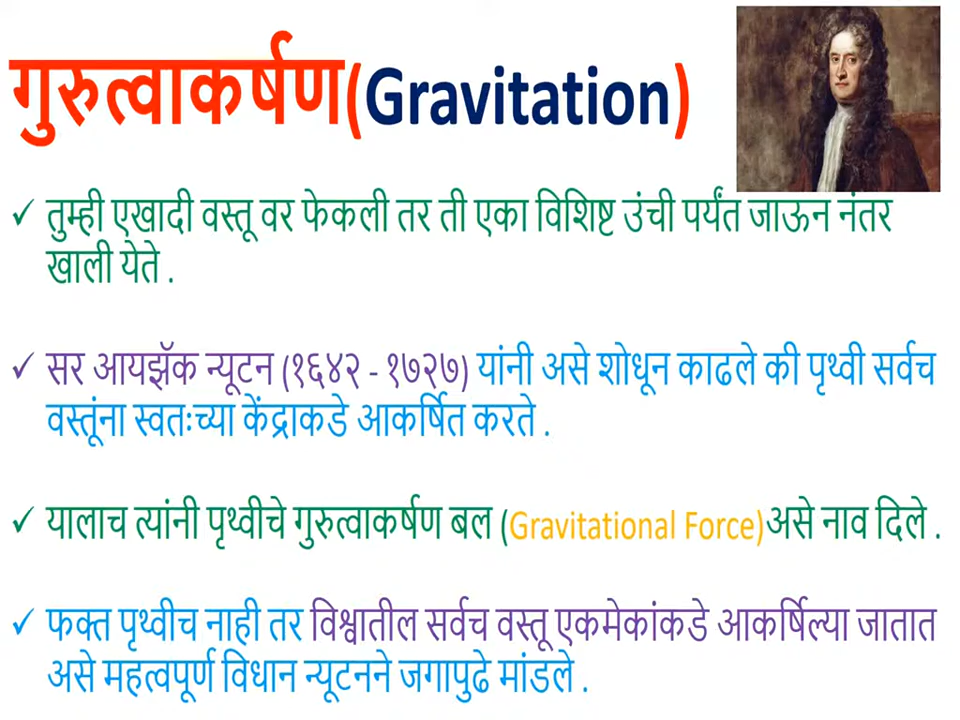 गुरुत्वाकर्षण(Gravitation)
✓ तुम्ही एखादी वस्तू वर फेकली तर ती एका विशिष्ट उंची पर्यंत जाऊन नंतर
खाली येते .
✓ सर आयझॅक न्यूटन (१६४२ - १७२७) यांनी असे शोधून काढले की पृथ्वी सर्वच
वस्तूंना स्वतःच्या केंद्राकडे आकर्षित करते .
✓ यालाच त्यांनी पृथ्वीचे गुरुत्वाकर्षण बल (Gravitational Force)असे नाव दिले .
✓ फक्त पृथ्वीच नाही तर विश्वातील सर्वच वस्तू एकमेकांकडे आकर्षिल्या जातात
असे महत्वपूर्ण विधान न्यूटनने जगापुढे मांडले .